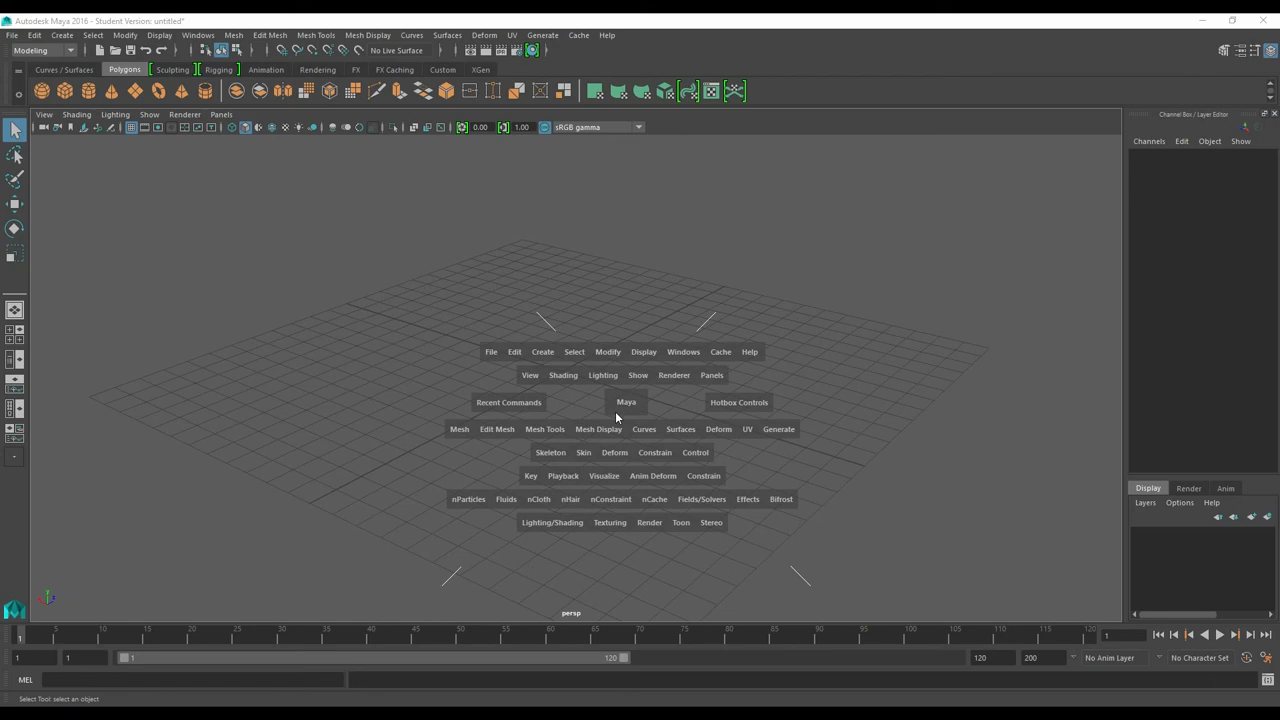 Autodesk Maya 2016 - Student Version: untitled*
File Edit Create Select Modify Display Windows Mesh Edit Mesh Mesh Tools Mesh Display Curves Surfaces Deform UV Generate Cache Help
Modeling No Live Surface
Curves / Surfaces Polygons Sculpting Rigging Animation Rendering FX FX Caching Custom XGen
View Shading Lighting Show Renderer Panels
Channel Box / Layer Editor
0.00 1.00 sRGB gamma
Channels Edit Object Show
File Edit Create Select Modify Display Windows Cache Help
View Shading Lighting Show Renderer Panels
Recent Commands Maya Hotbox Controls
Mesh Edit Mesh Mesh Tools Mesh Display Curves Surfaces Deform UV Generate
Skeleton Skin Deform Constrain Control
Key Playback Visualize Anim Deform Constrain
nParticles Fluids nCloth nHair nConstraint nCache Fields/Solvers Effects Bifrost
Lighting/Shading Texturing Render Toon Stereo
Display Render Anim
Layers Options Help
persp
1 5 10 15 20 25 30 35 40 45 50 55 60 65 70 75 80 85 90 95 100 105 110 115 120 1
1 1 1 120 120 200 No Anim Layer No Character Set
MEL
Select Tool: select an object